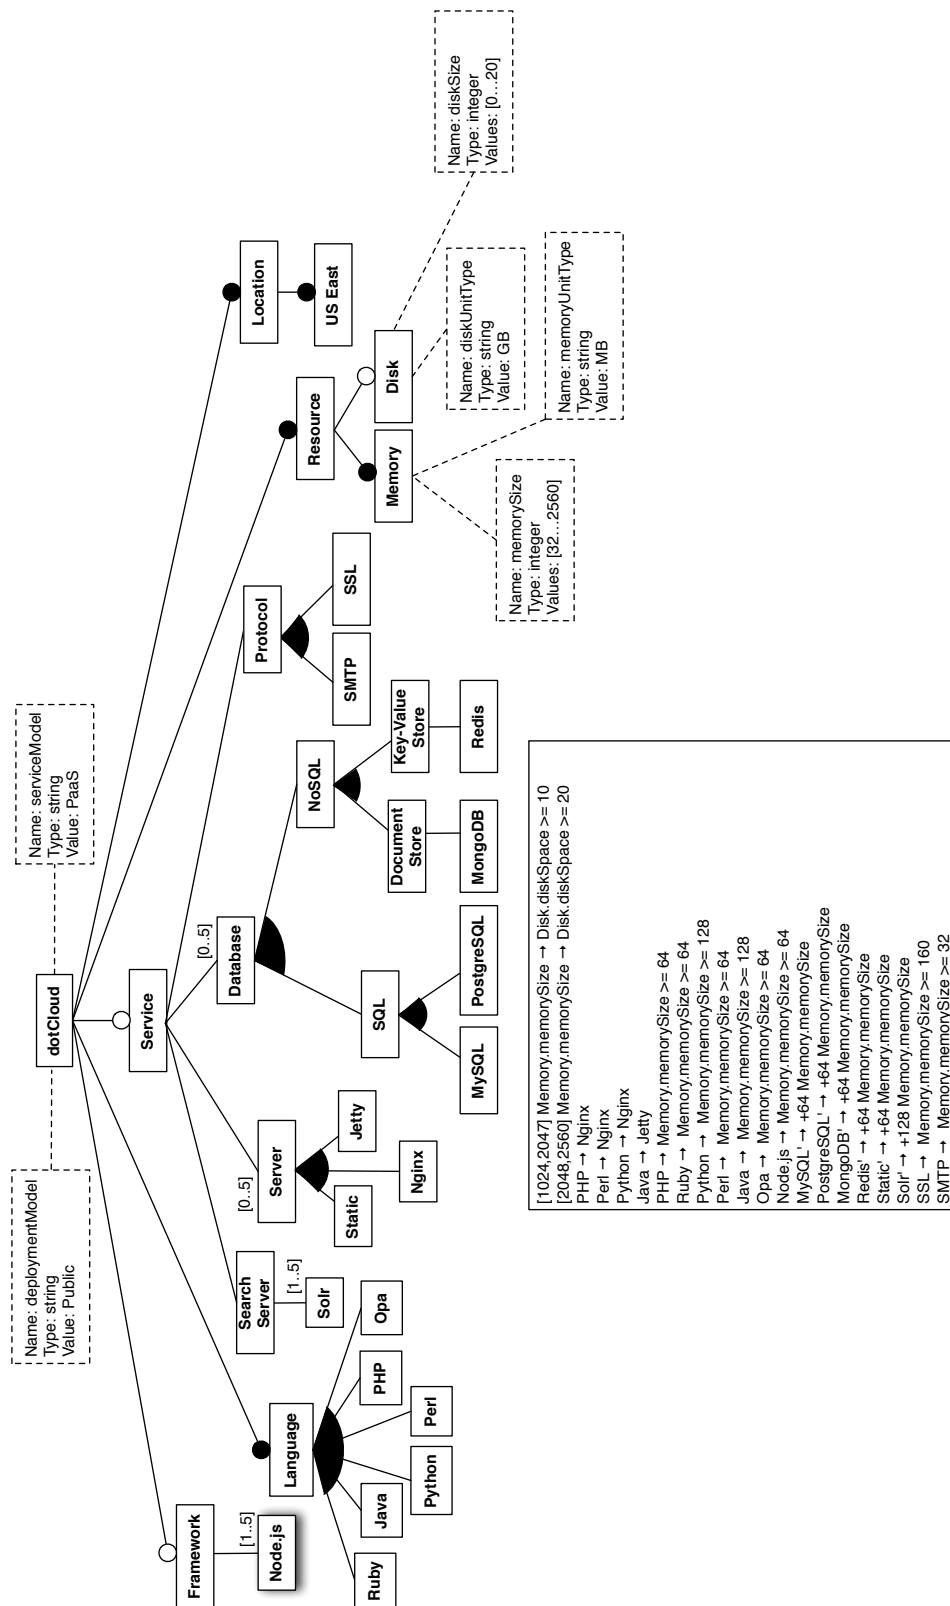 Name: deploymentModel
Type: string
Value: Public
dotCloud
Name: serviceModel
Type: string
Value: PaaS
Framework
[1..5]
Node.js
Language
Ruby
Java
Python
Perl
PHP
Opa
Service
Search
Server
[1..5]
Solr
[0..5]
Server
Static
Nginx
Jetty
[0..5]
Database
SQL
MySQL
PostgreSQL
NoSQL
Document
Store
MongoDB
Key-Value
Store
Redis
Protocol
SMTP
SSL
Resource
Memory
Disk
Name: memorySize
Type: integer
Values: [32...2560]
Name: memoryUnitType
Type: string
Value: MB
Name: diskUnitType
Type: string
Value: GB
Name: diskSize
Type: integer
Values: [0...20]
Location
US East
[1024,2047] Memory.memorySize → Disk.diskSpace >= 10
[2048,2560] Memory.memorySize → Disk.diskSpace >= 20
PHP → Nginx
Perl → Nginx
Python → Nginx
Java → Jetty
PHP → Memory.memorySize >= 64
Ruby → Memory.memorySize >= 64
Python → Memory.memorySize >= 128
Perl → Memory.memorySize >= 64
Java → Memory.memorySize >= 128
Opa → Memory.memorySize >= 64
Node.js → Memory.memorySize >= 64
MySQL' → +64 Memory.memorySize
PostgreSQL' → +64 Memory.memorySize
MongoDB' → +64 Memory.memorySize
Redis' → +64 Memory.memorySize
Static' → +64 Memory.memorySize
Solr' → +128 Memory.memorySize
SSL → Memory.memorySize >= 160
SMTP → Memory.memorySize >= 32